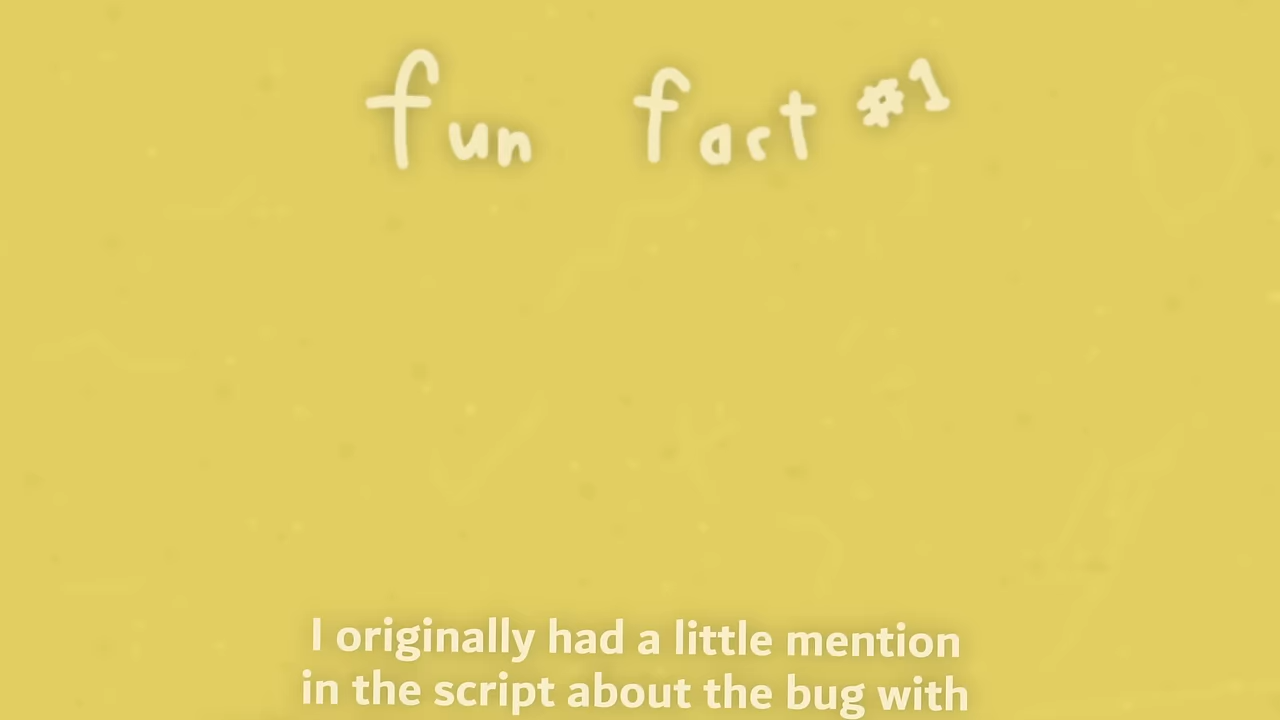 fun fact #1
I originally had a little mention
in the script about the bug with